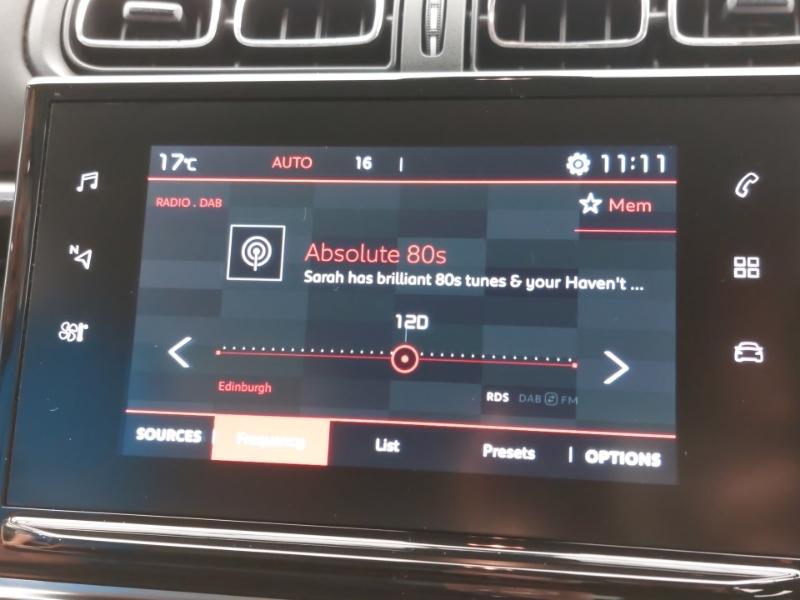 17°C AUTO 16 | 11:11
RADIO . DAB
Mem
Absolute 80s
Sarah has brilliant 80s tunes & your Haven't ...
12D
Edinburgh
RDS DAB FM
SOURCES Frequency List Presets OPTIONS
N